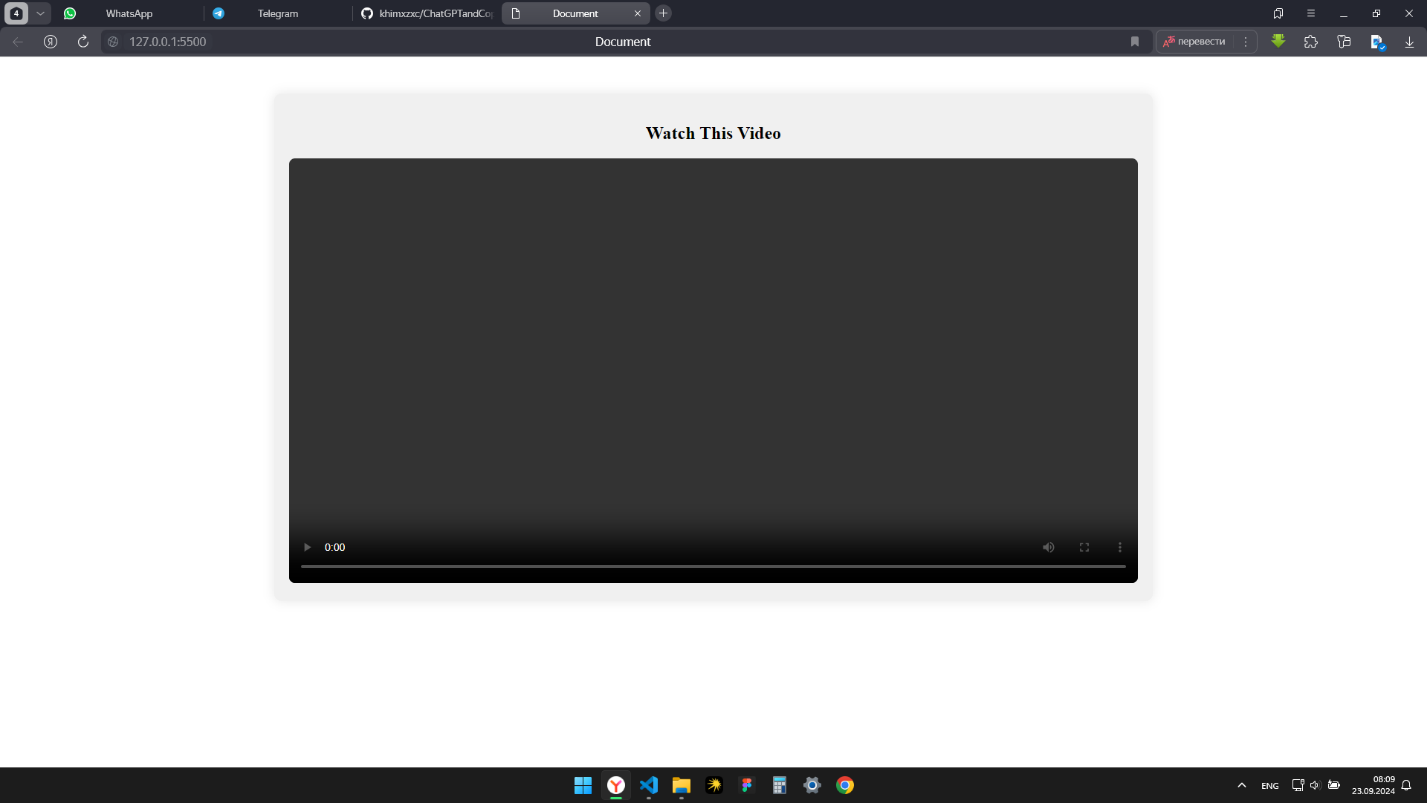 4
WhatsApp
Telegram
khimxzxc/ChatGPTandCop
Document
127.0.0.1:5500
Document
перевести
Watch This Video
0:00
ENG
08:09
23.09.2024